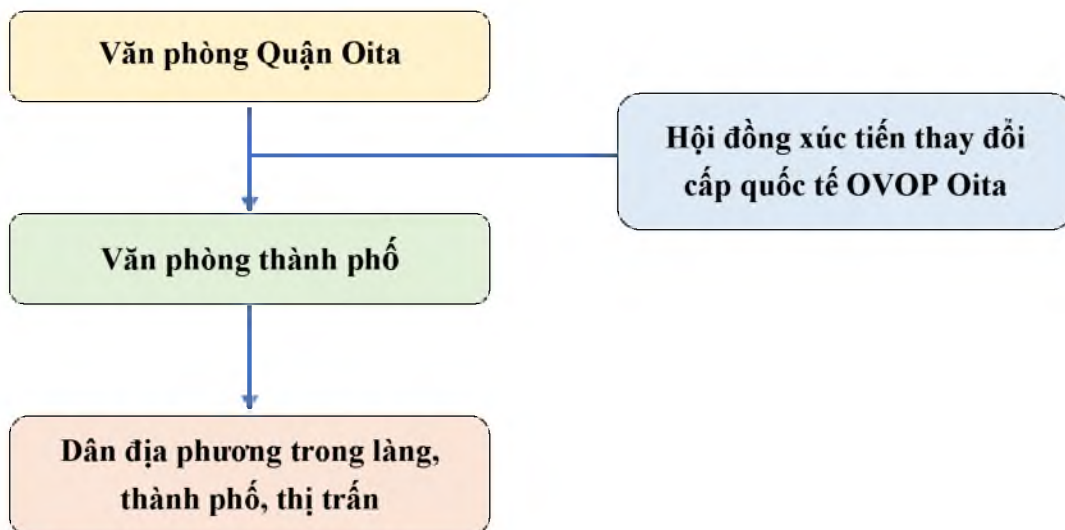 Văn phòng Quận Oita
Hội đồng xúc tiến thay đổi
cấp quốc tế OVOP Oita
Văn phòng thành phố
Dân địa phương trong làng,
thành phố, thị trấn